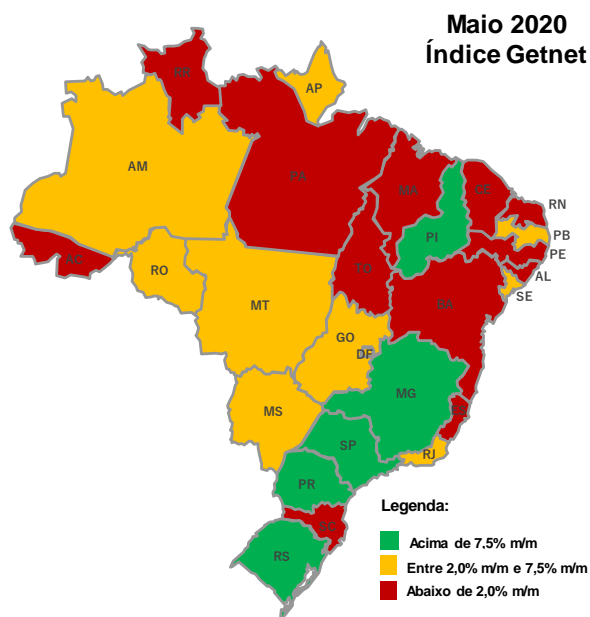 Maio 2020
Índice Getnet
RR
AP
AM
PA
MA
CE
RN
PB
PI
PE
AC
RO
TO
AL
SE
MT
BA
GO
DF
MS
MG
ES
SP
RJ
PR
SC
RS
Legenda:
Acima de 7,5% m/m
Entre 2,0% m/m e 7,5% m/m
Abaixo de 2,0% m/m